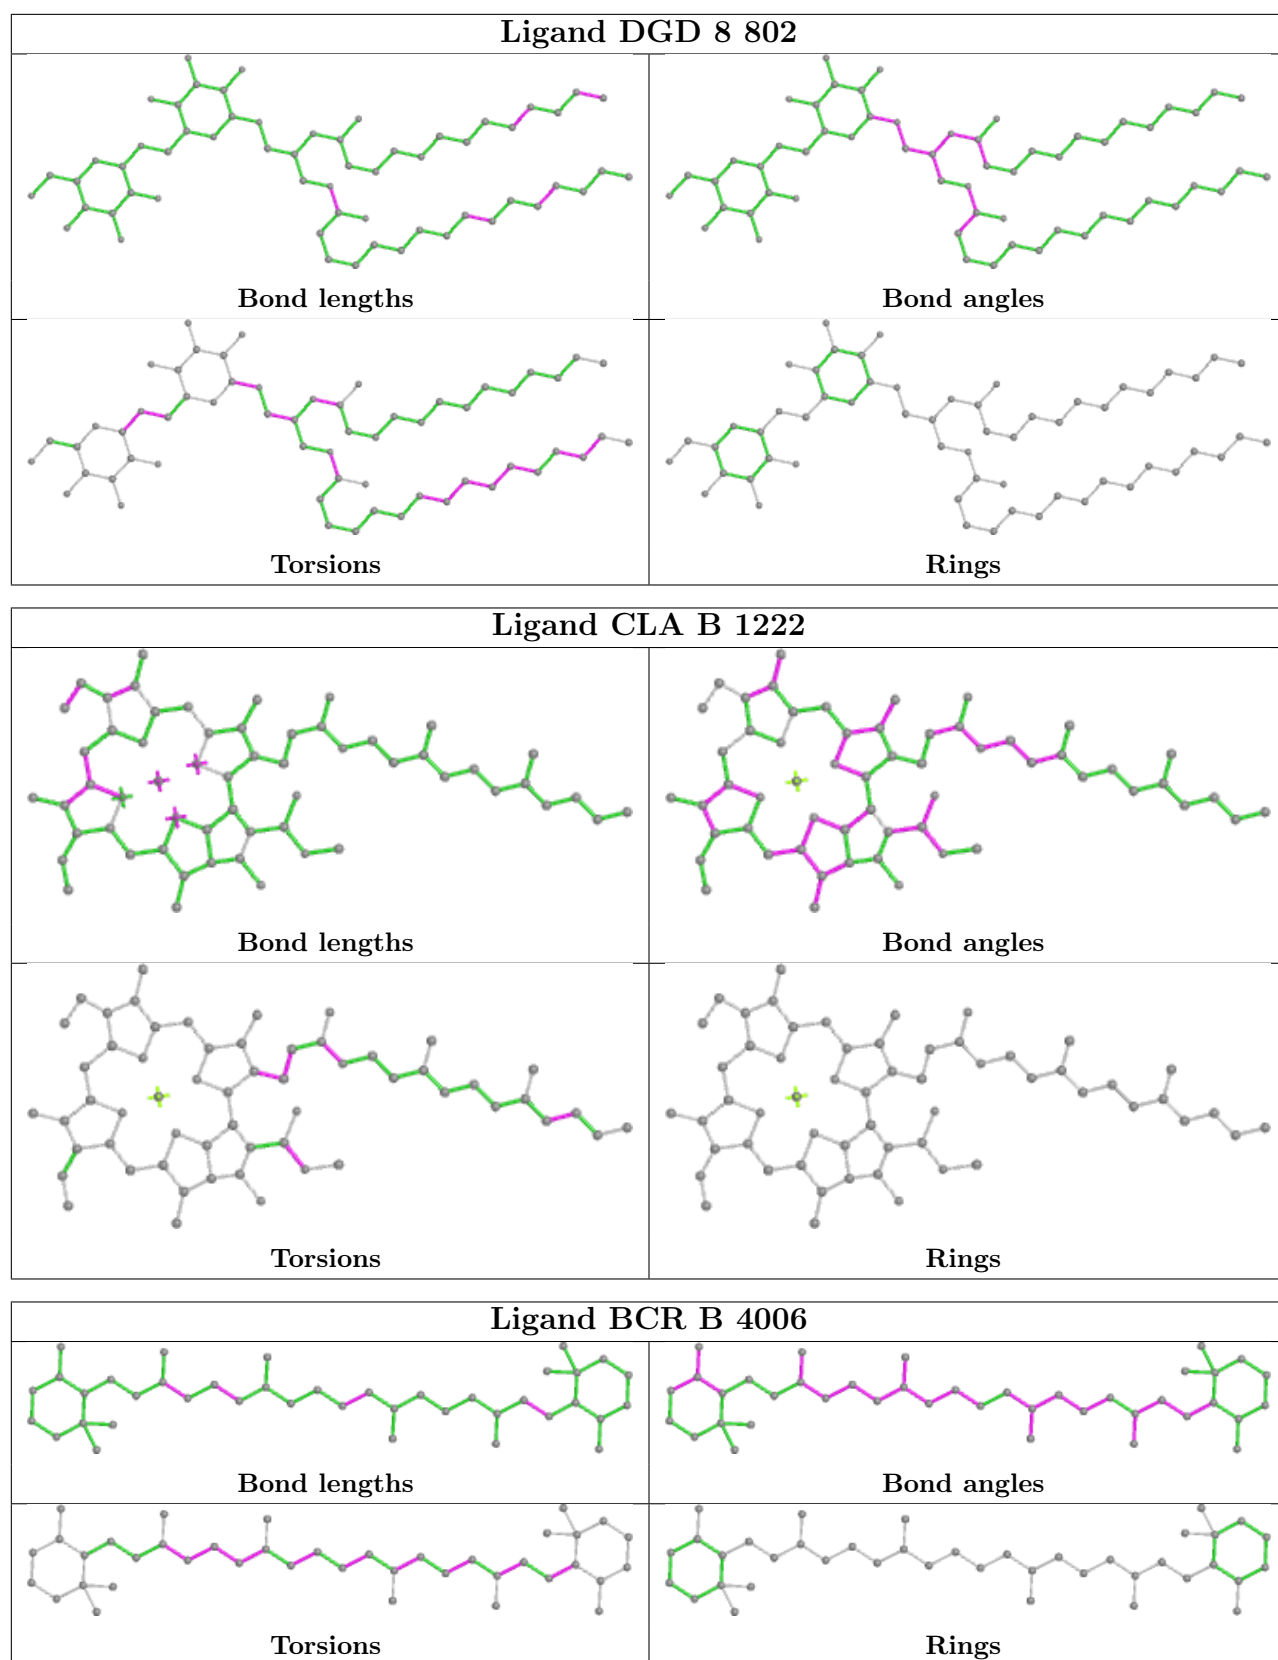 Ligand DGD 8 802
Bond lengths
Bond angles
Torsions
Rings
Ligand CLA B 1222
Bond lengths
Bond angles
Torsions
Rings
Ligand BCR B 4006
Bond lengths
Bond angles
Torsions
Rings